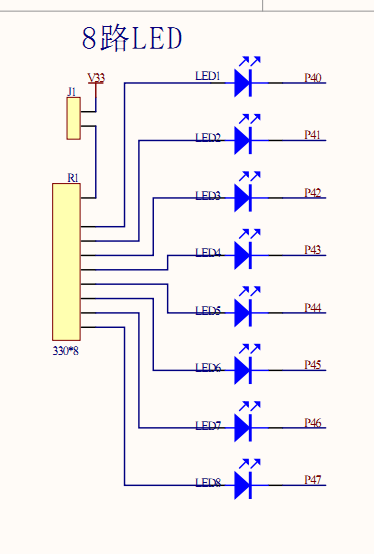 8路LED
V33
J1
R1
330*8
LED1 P40
LED2 P41
LED3 P42
LED4 P43
LED5 P44
LED6 P45
LED7 P46
LED8 P47